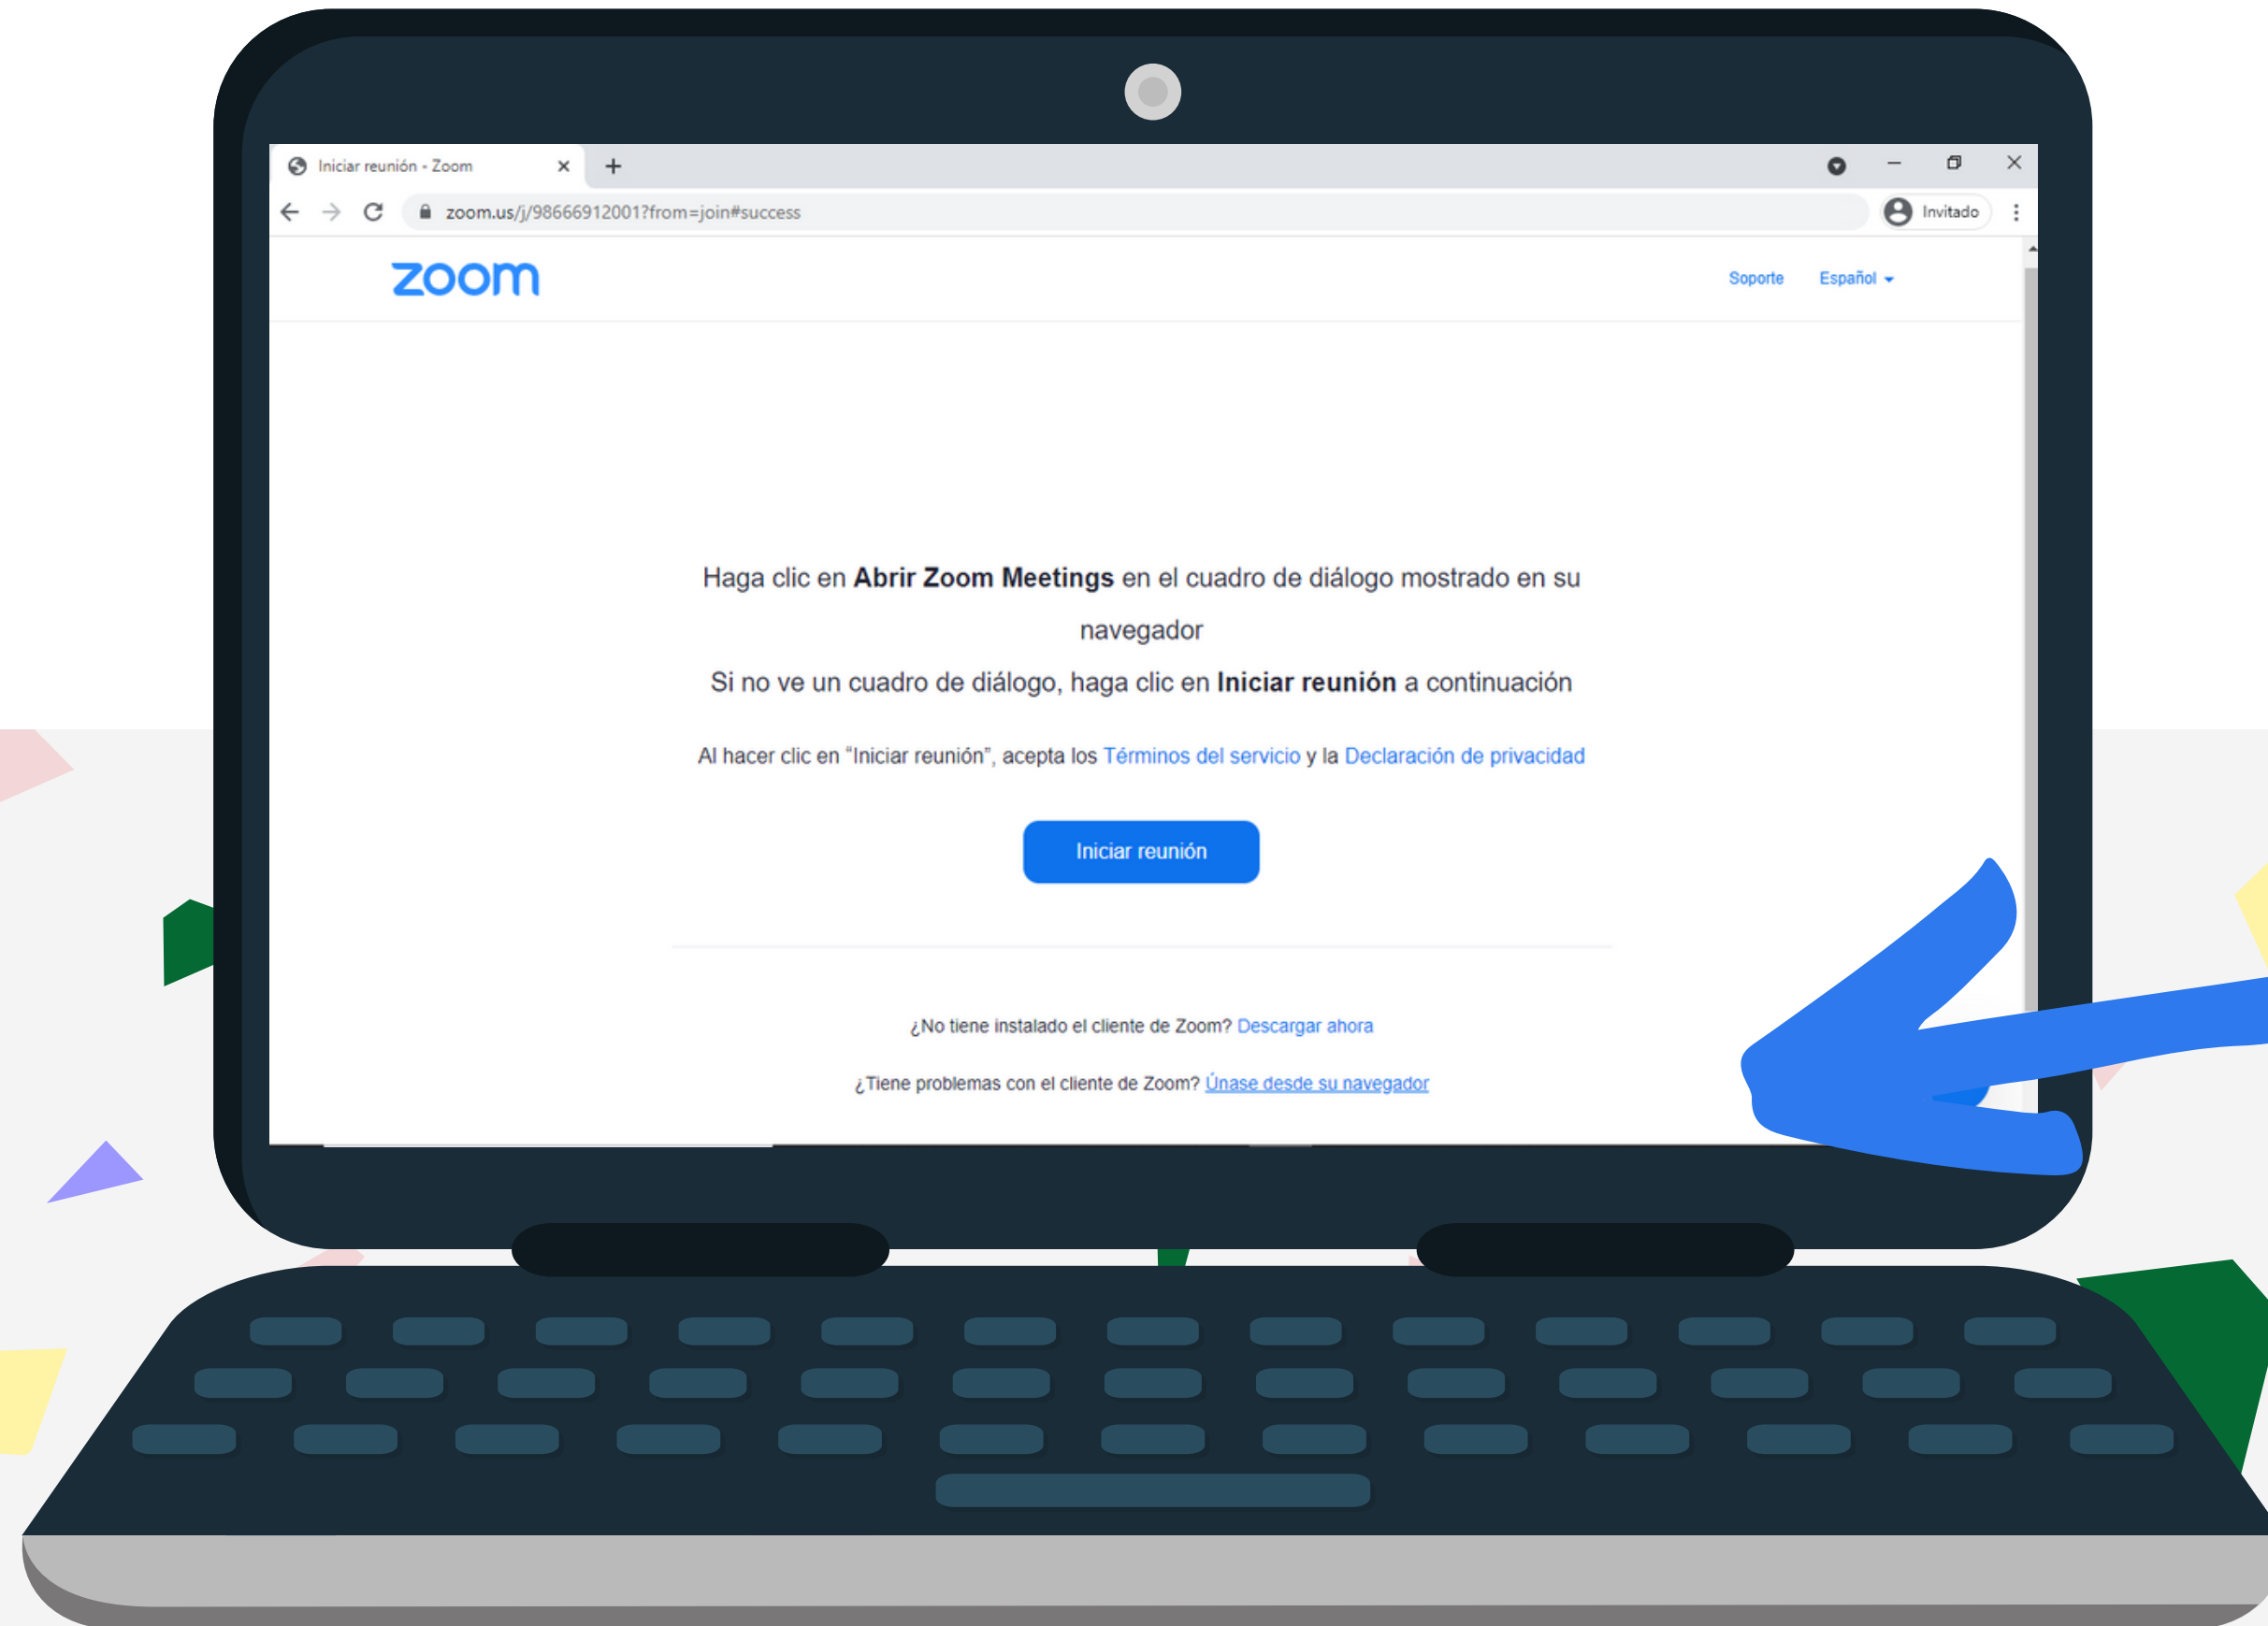 Iniciar reunión - Zoom
zoom.us/j/98666912001?from=join#success
Invitado
zoom
Soporte Español
Haga clic en Abrir Zoom Meetings en el cuadro de diálogo mostrado en su
navegador
Si no ve un cuadro de diálogo, haga clic en Iniciar reunión a continuación
Al hacer clic en “Iniciar reunión”, acepta los Términos del servicio y la Declaración de privacidad
Iniciar reunión
¿No tiene instalado el cliente de Zoom? Descargar ahora
¿Tiene problemas con el cliente de Zoom? Únase desde su navegador